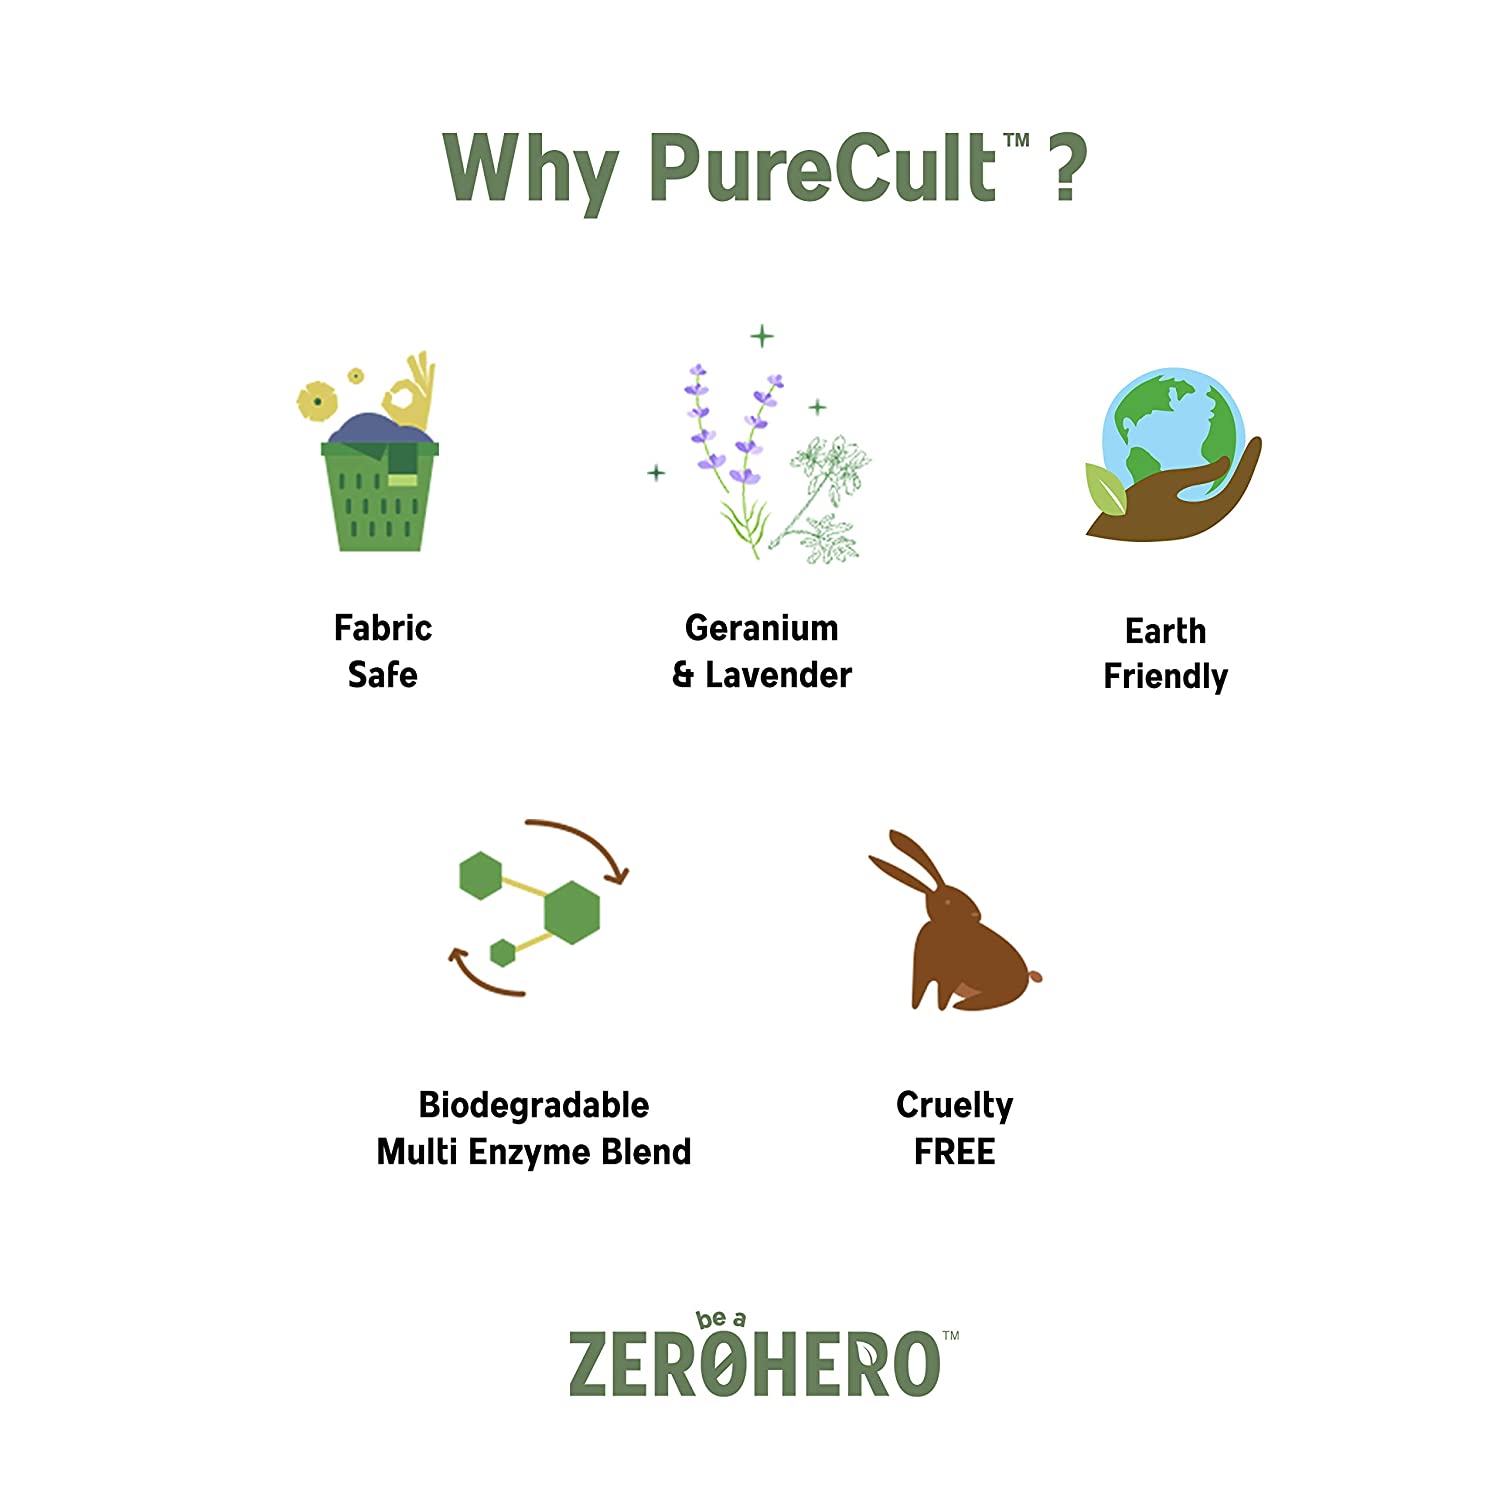 Why PureCult™ ?
Fabric
Safe
Geranium
& Lavender
Earth
Friendly
Biodegradable
Multi Enzyme Blend
Cruelty
FREE
be a
ZEROHERO™